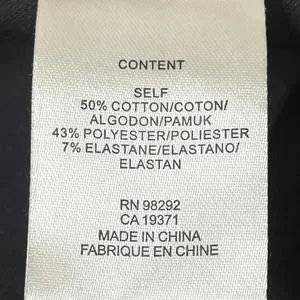 CONTENT
SELF
50% COTTON/COTON/
ALGODON/PAMUK
43% POLYESTER/POLIESTER
7% ELASTANE/ELASTANO/
ELASTAN
RN 98292
CA 19371
MADE IN CHINA
FABRIQUE EN CHINE